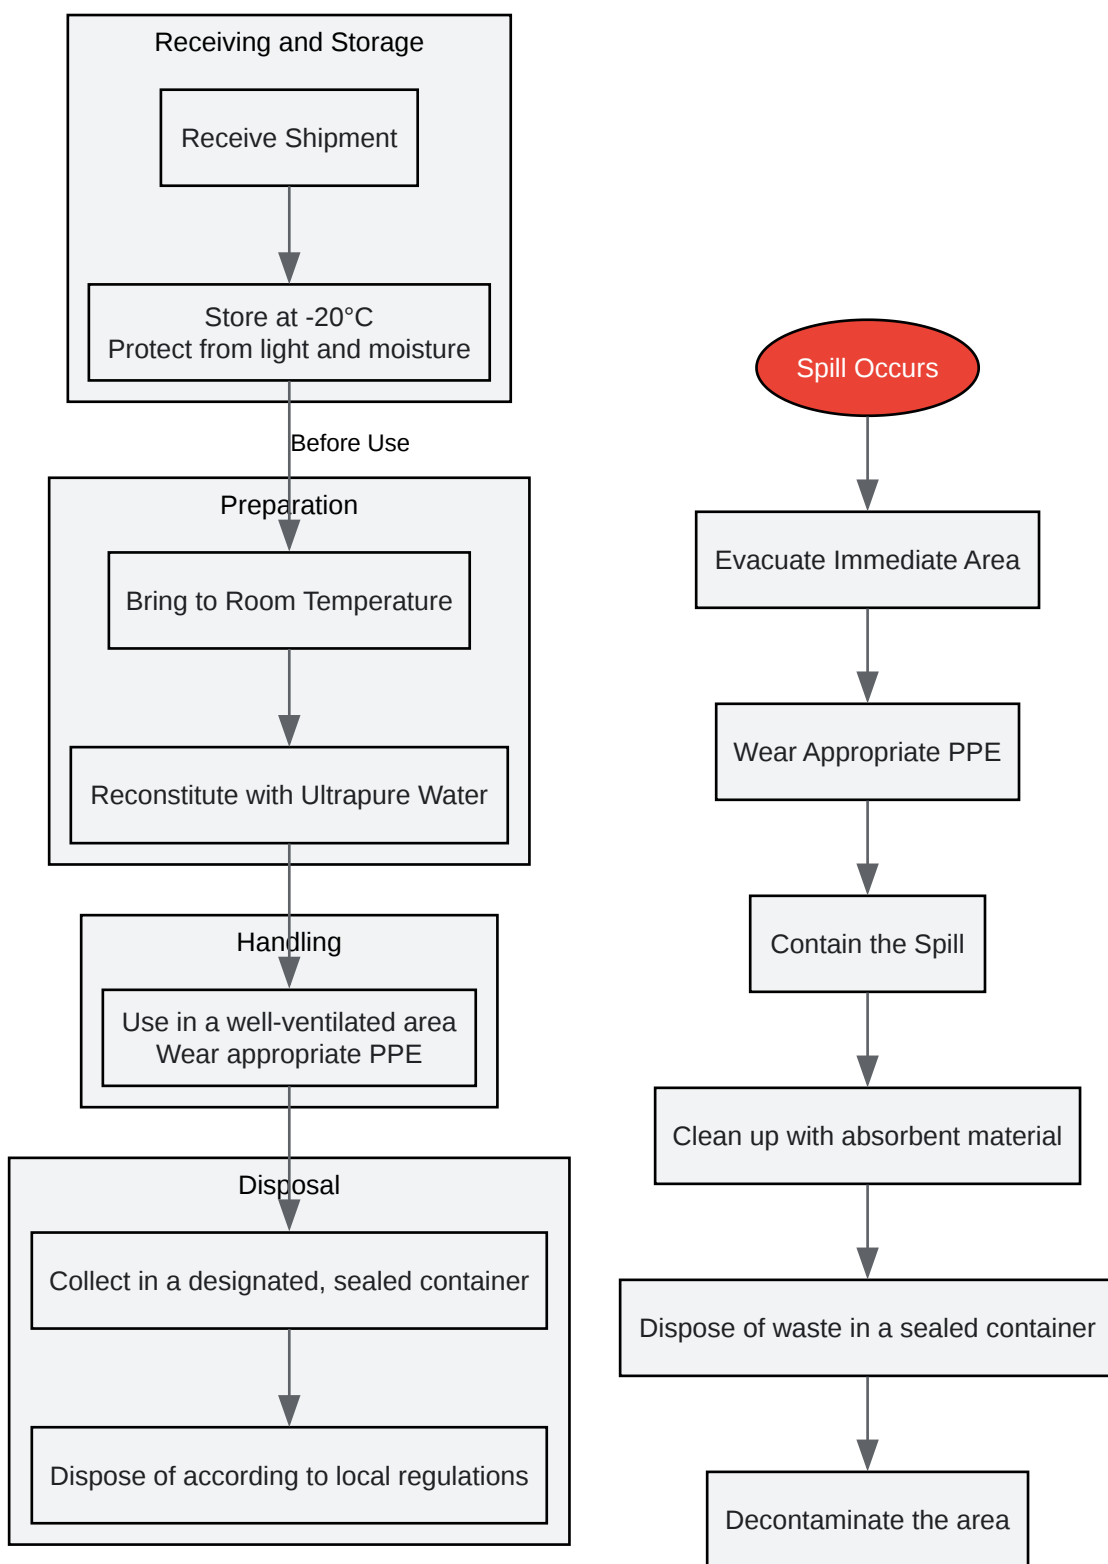 Receiving and Storage
Receive Shipment
Store at -20°C
Protect from light and moisture
Before Use
Preparation
Bring to Room Temperature
Reconstitute with Ultrapure Water
Handling
Use in a well-ventilated area
Wear appropriate PPE
Disposal
Collect in a designated, sealed container
Dispose of according to local regulations
Spill Occurs
Evacuate Immediate Area
Wear Appropriate PPE
Contain the Spill
Clean up with absorbent material
Dispose of waste in a sealed container
Decontaminate the area